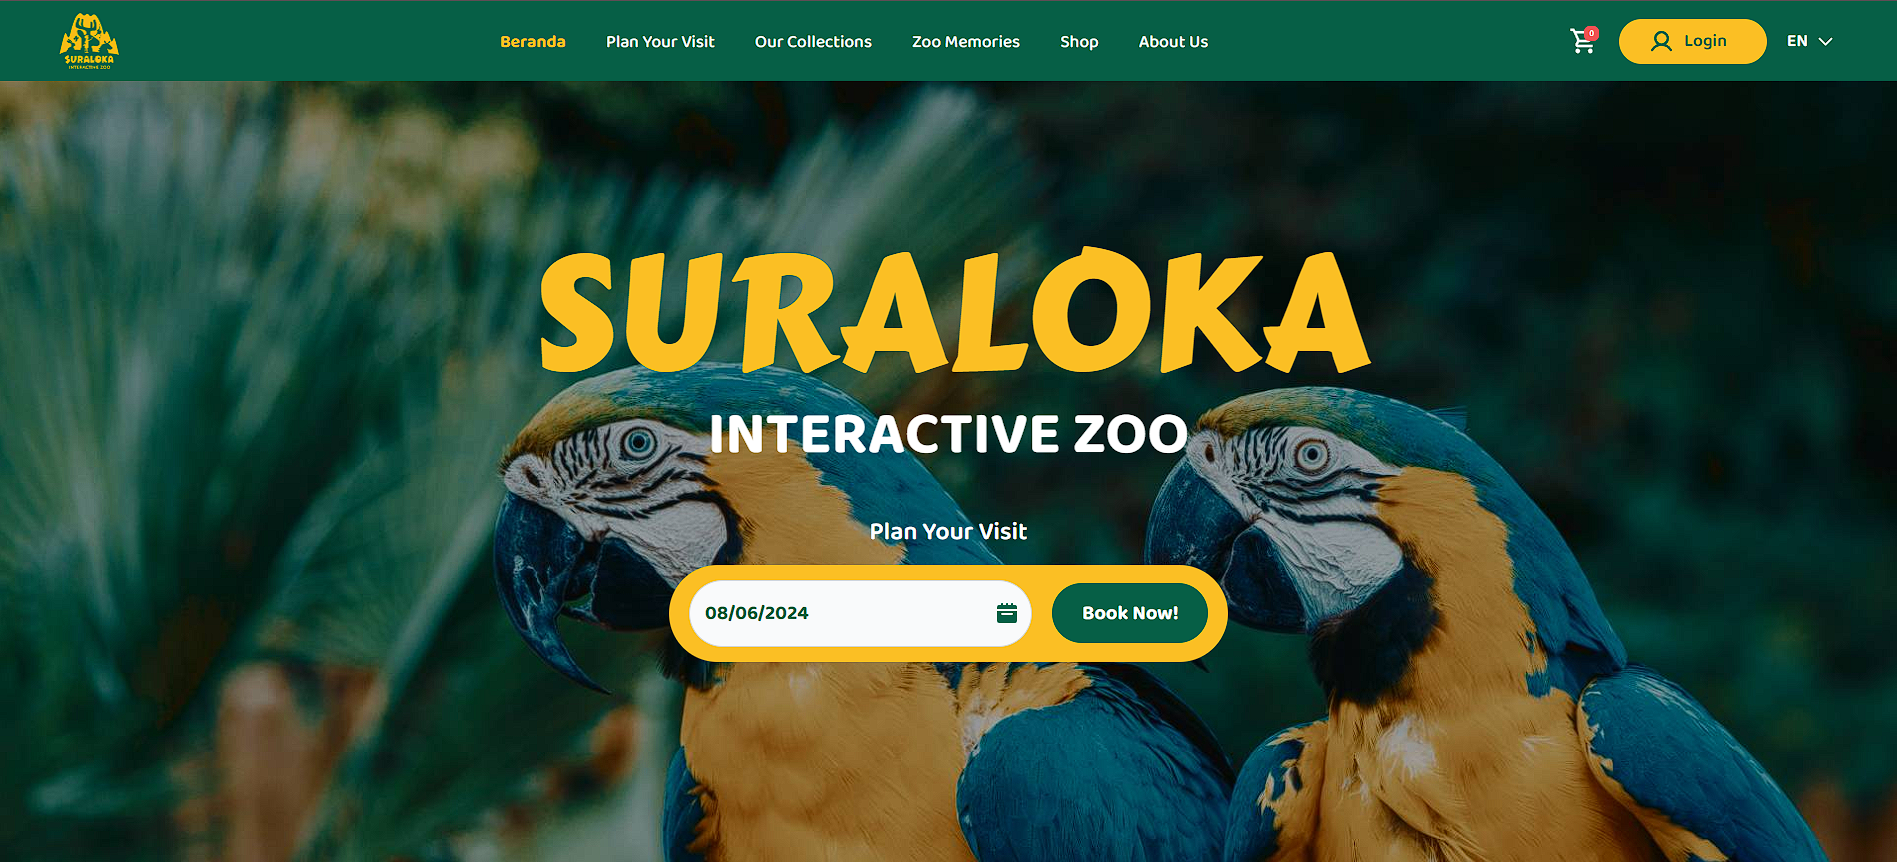 SURALOKA
INTERACTIVE ZOO
Beranda
Plan Your Visit
Our Collections
Zoo Memories
Shop
About Us
0
Login
EN
SURALOKA
INTERACTIVE ZOO
Plan Your Visit
08/06/2024
Book Now!